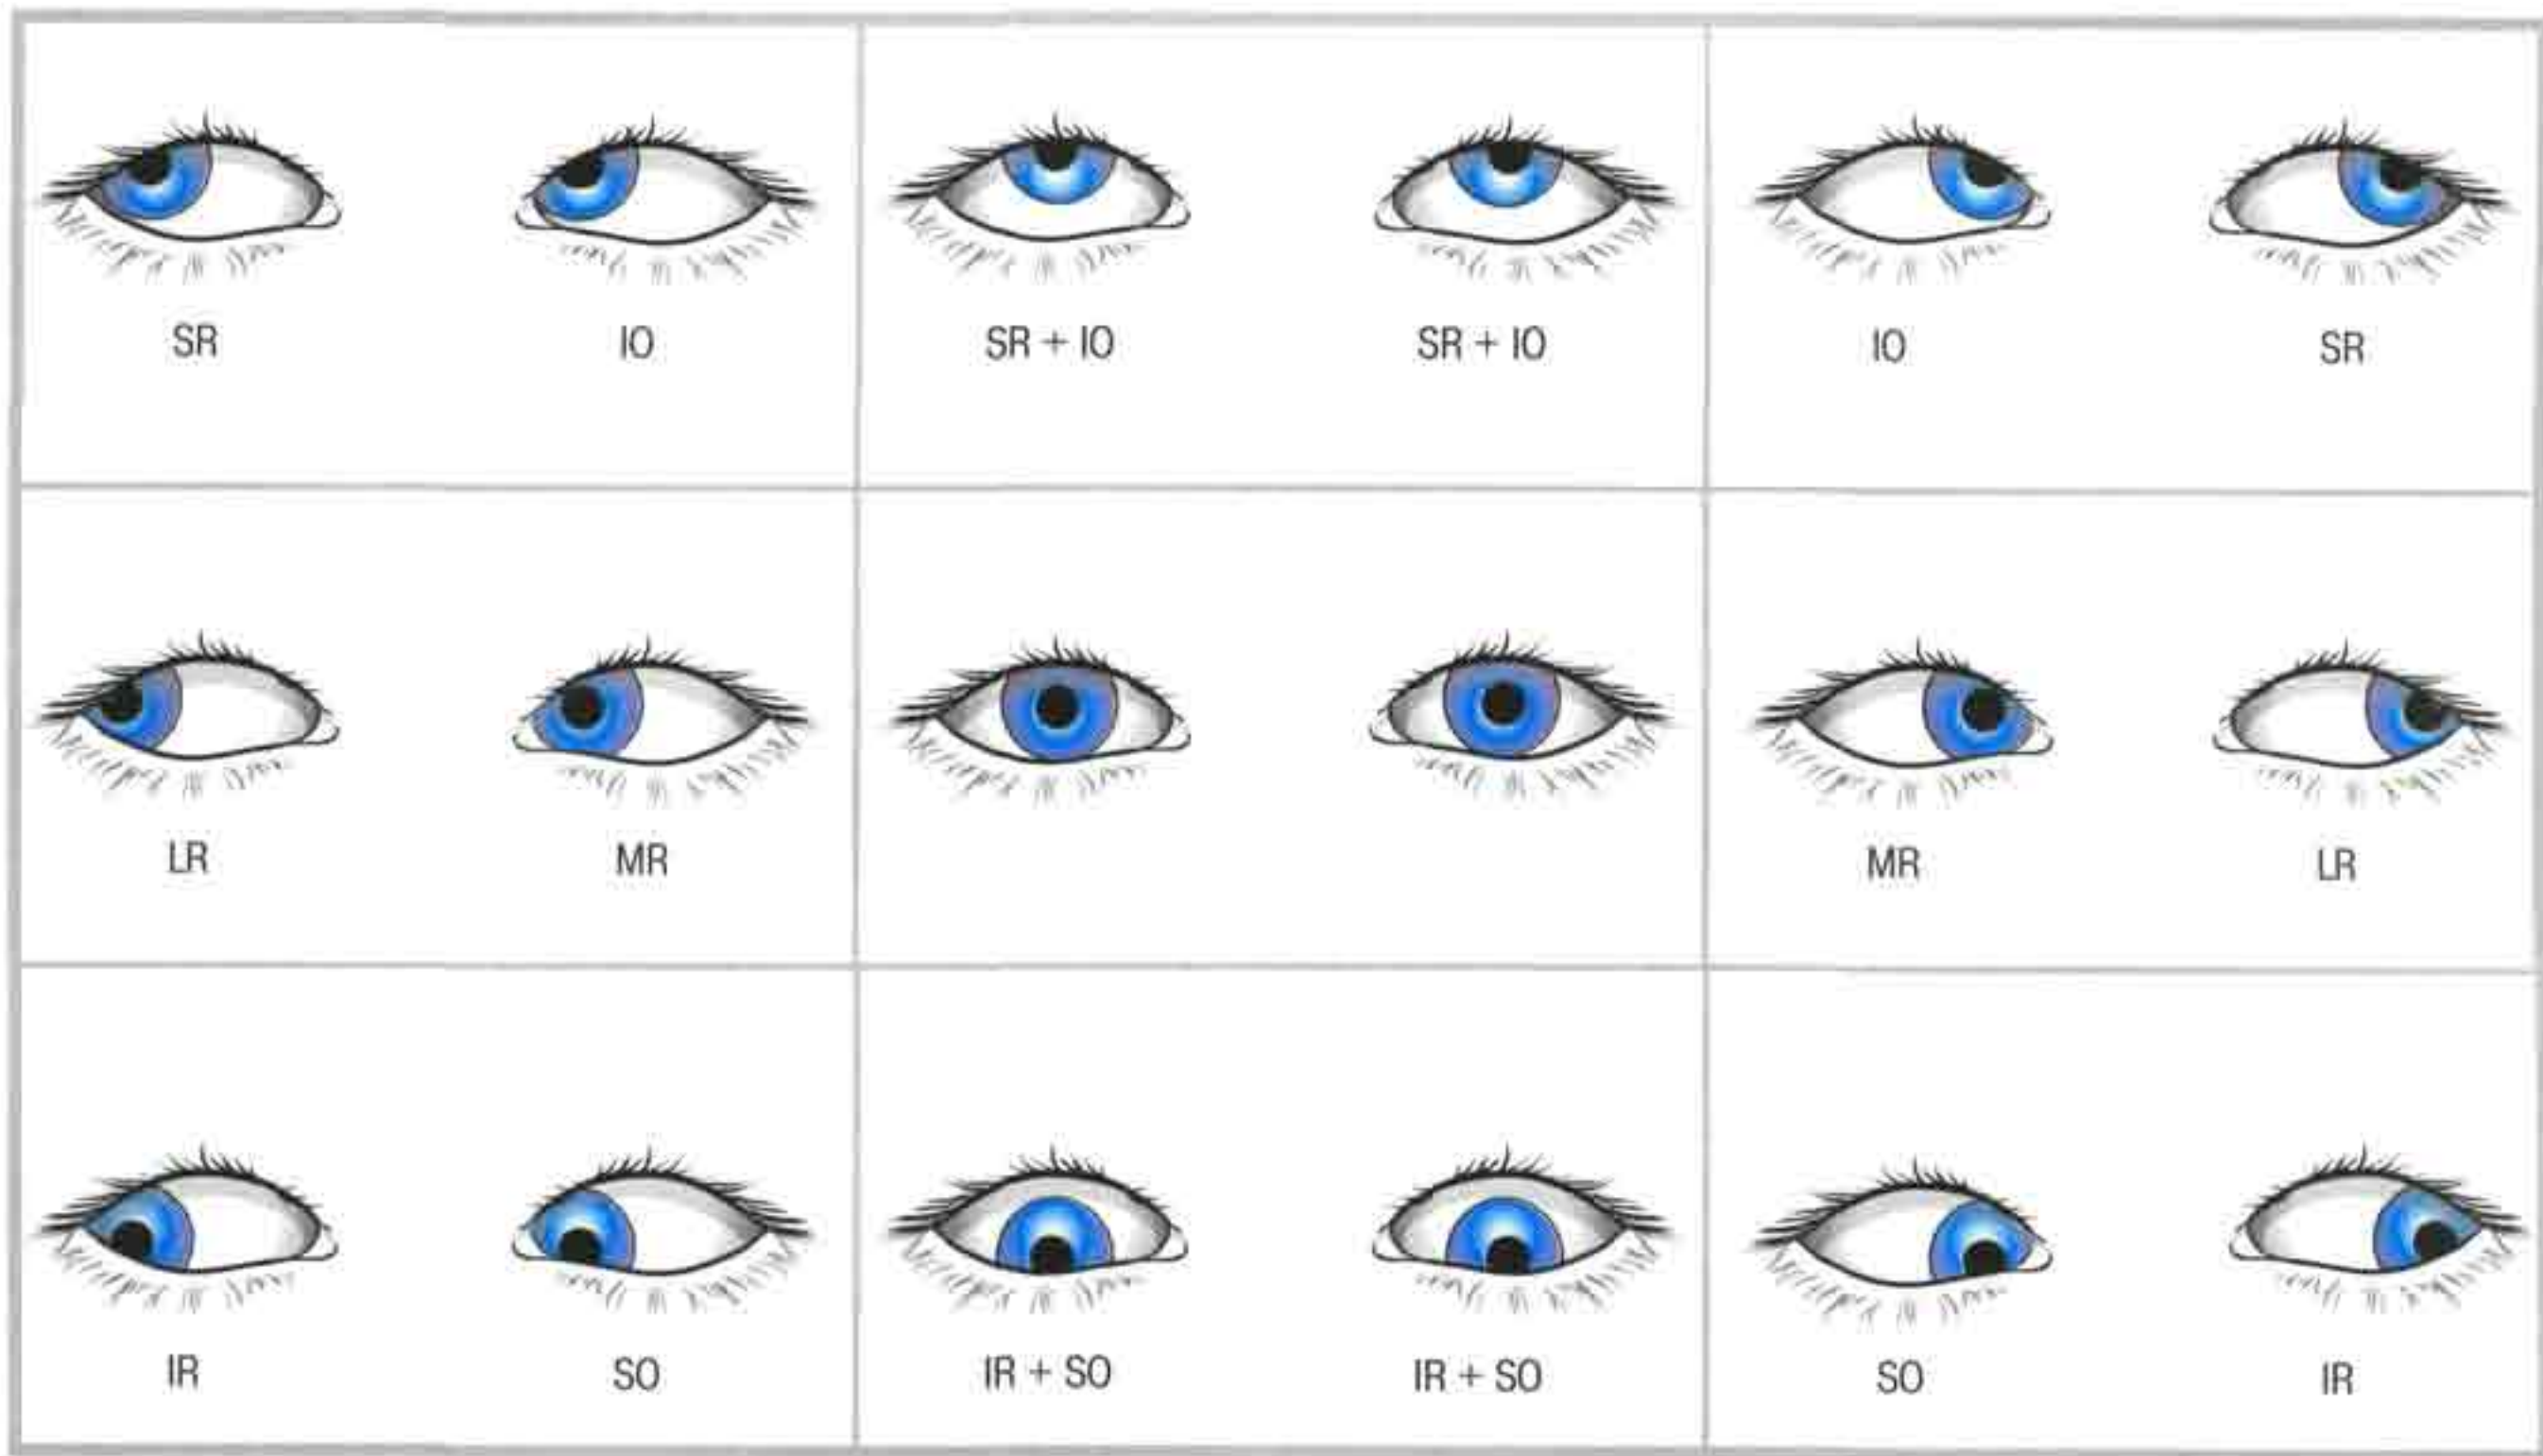 SR IO SR + IO SR + IO IO SR
LR MR MR LR
IR SO IR + SO IR + SO SO IR